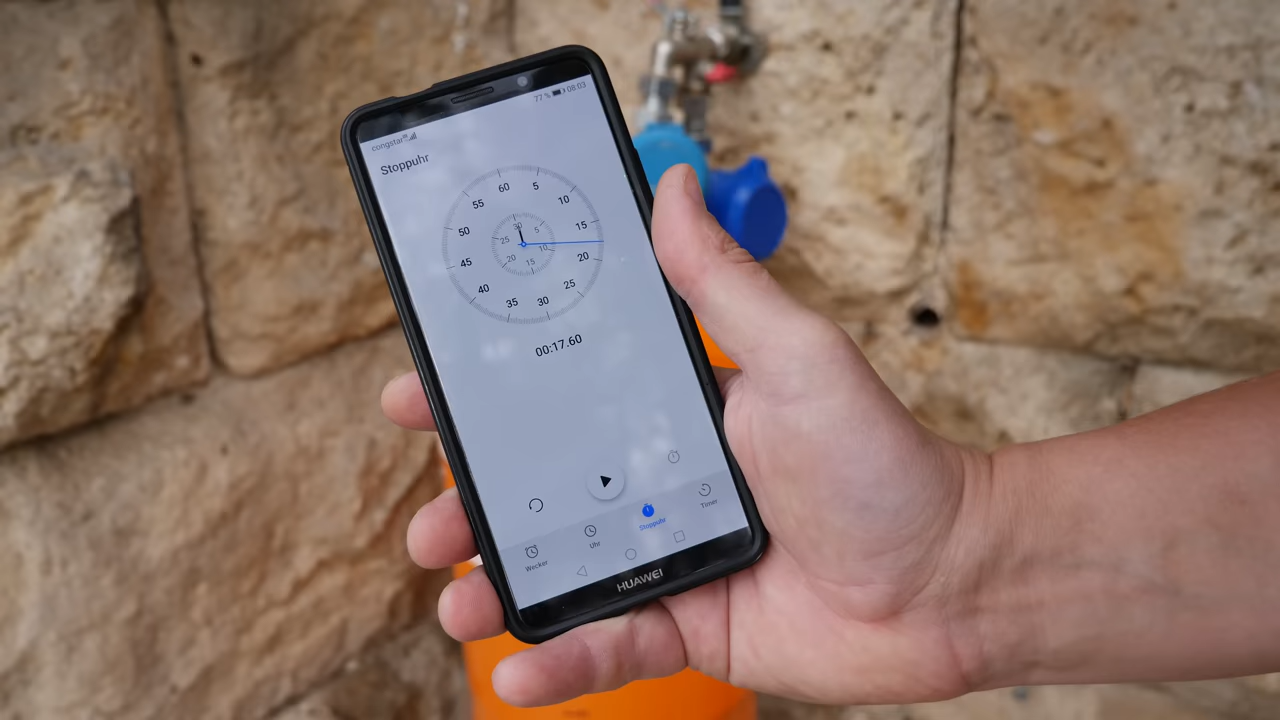 congstar
77 % 08:03
Stoppuhr
60 5 10 15 20 25 30 35 40 45 50 55
30 5 10 15 20 25
00:17.60
Wecker Uhr Stoppuhr Timer
HUAWEI